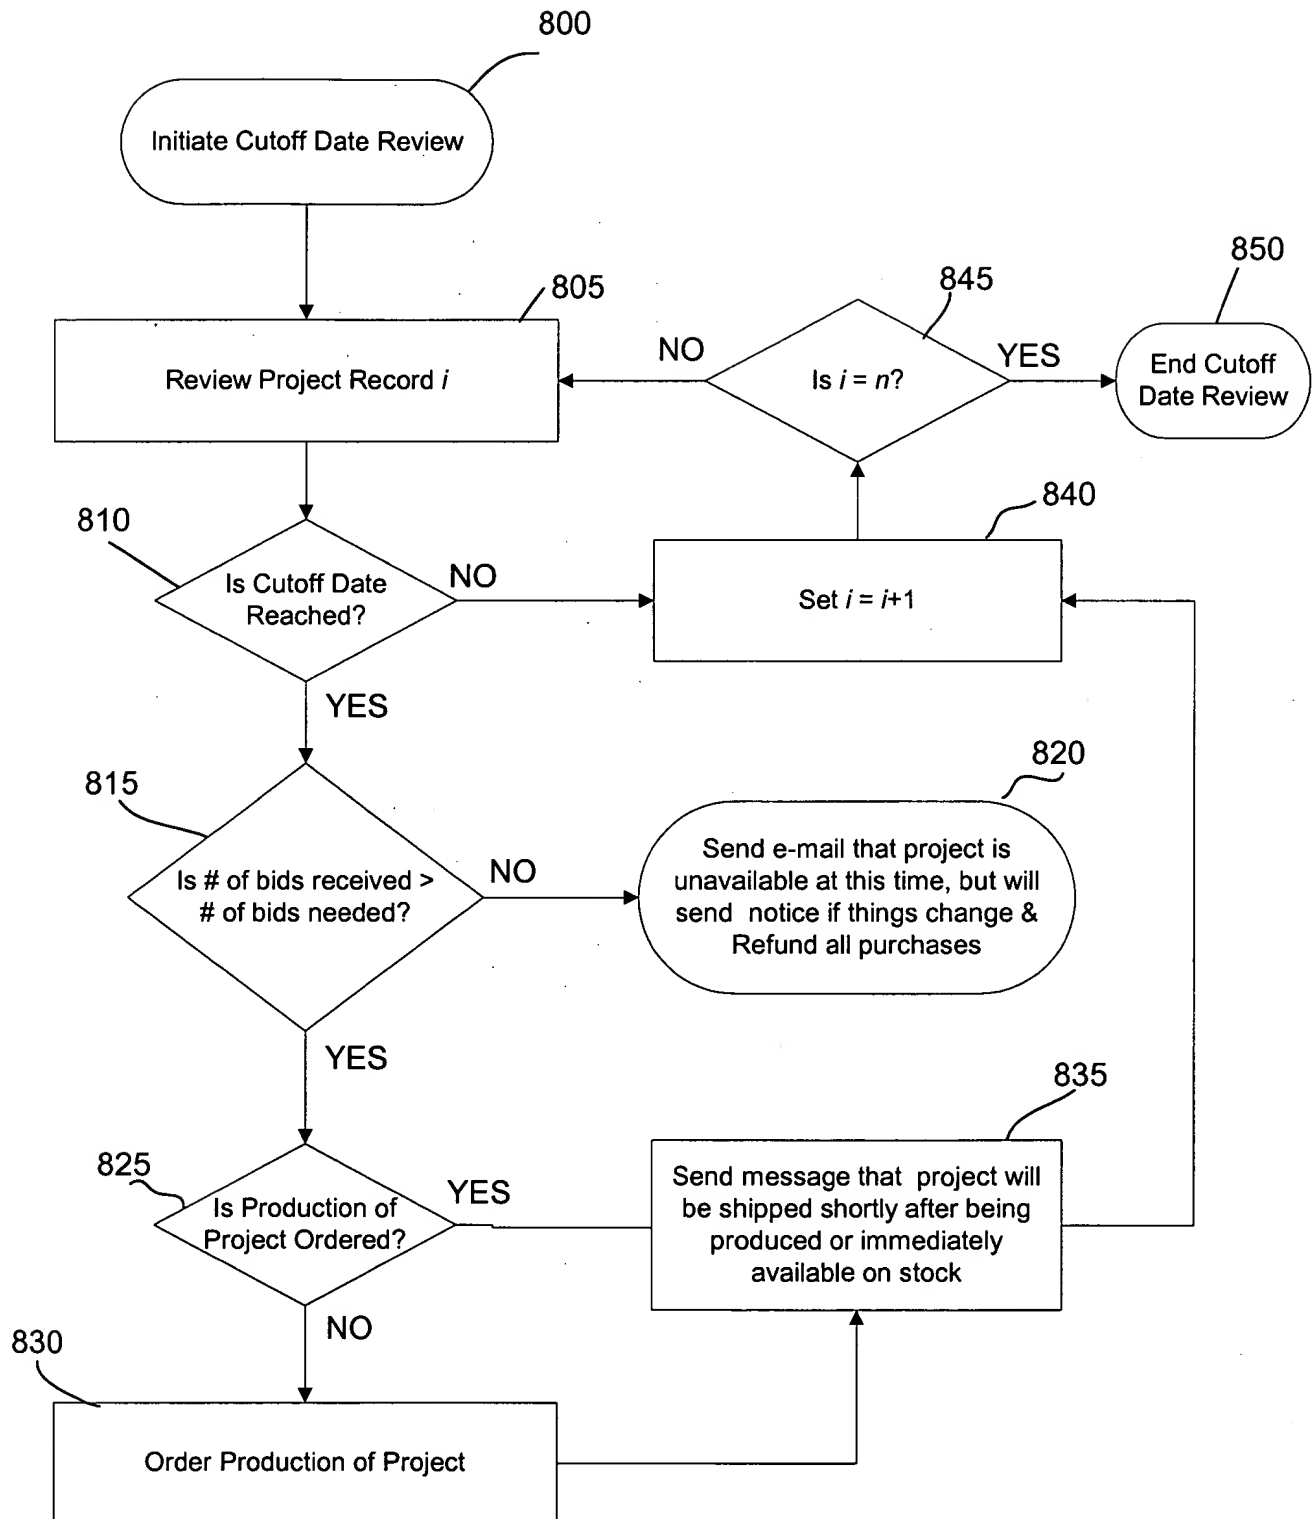 800
Initiate Cutoff Date Review
805
Review Project Record i
845
NO
Is i = n?
YES
850
End Cutoff
Date Review
840
Set i = i+1
810
Is Cutoff Date
Reached?
NO
YES
815
Is # of bids received >
# of bids needed?
NO
820
Send e-mail that project is
unavailable at this time, but will
send notice if things change &
Refund all purchases
YES
825
Is Production of
Project Ordered?
YES
835
Send message that project will
be shipped shortly after being
produced or immediately
available on stock
NO
830
Order Production of Project